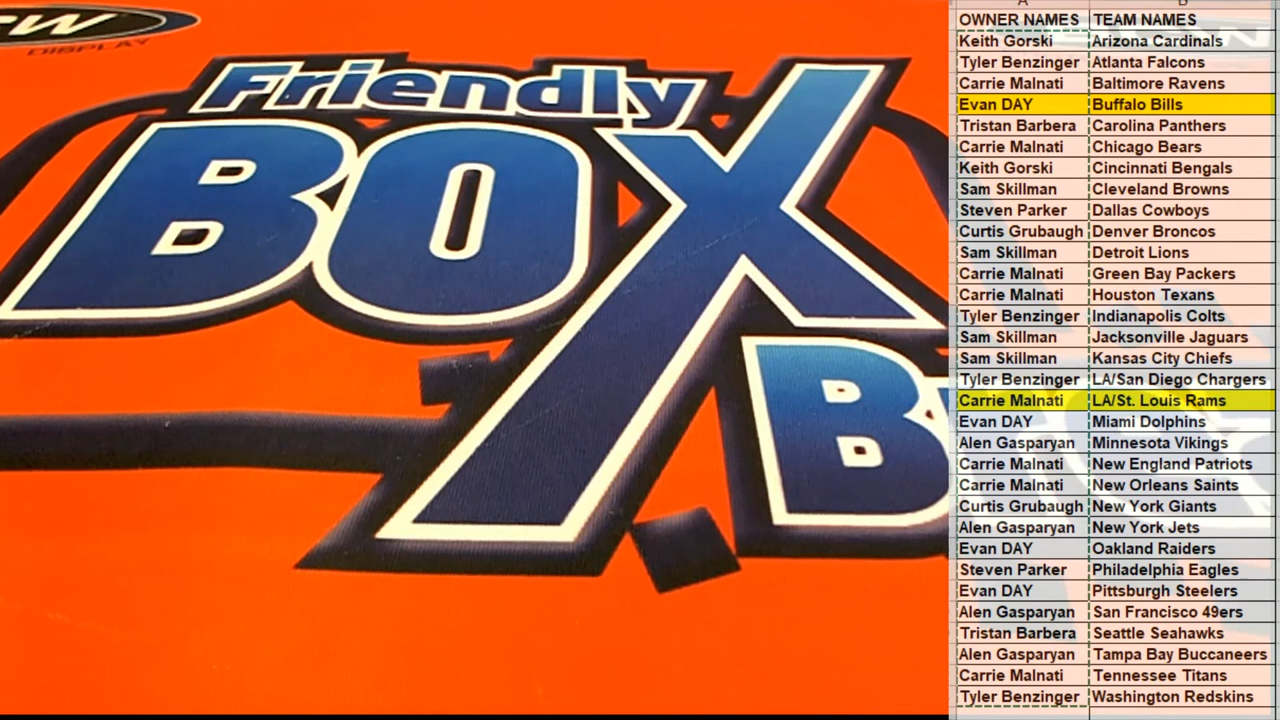 CW
DISPLAY
Friendly
BOX
B
A B
OWNER NAMES TEAM NAMES
Keith Gorski Arizona Cardinals
Tyler Benzinger Atlanta Falcons
Carrie Malnati Baltimore Ravens
Evan DAY Buffalo Bills
Tristan Barbera Carolina Panthers
Carrie Malnati Chicago Bears
Keith Gorski Cincinnati Bengals
Sam Skillman Cleveland Browns
Steven Parker Dallas Cowboys
Curtis Grubaugh Denver Broncos
Sam Skillman Detroit Lions
Carrie Malnati Green Bay Packers
Carrie Malnati Houston Texans
Tyler Benzinger Indianapolis Colts
Sam Skillman Jacksonville Jaguars
Sam Skillman Kansas City Chiefs
Tyler Benzinger LA/San Diego Chargers
Carrie Malnati LA/St. Louis Rams
Evan DAY Miami Dolphins
Alen Gasparyan Minnesota Vikings
Carrie Malnati New England Patriots
Carrie Malnati New Orleans Saints
Curtis Grubaugh New York Giants
Alen Gasparyan New York Jets
Evan DAY Oakland Raiders
Steven Parker Philadelphia Eagles
Evan DAY Pittsburgh Steelers
Alen Gasparyan San Francisco 49ers
Tristan Barbera Seattle Seahawks
Alen Gasparyan Tampa Bay Buccaneers
Carrie Malnati Tennessee Titans
Tyler Benzinger Washington Redskins